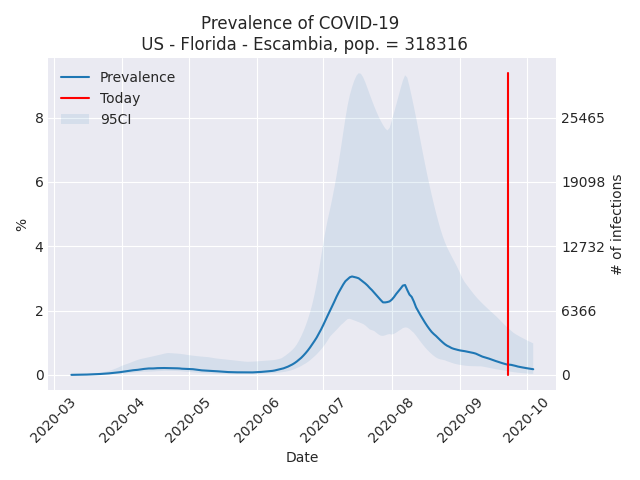 Prevalence of COVID-19
US - Florida - Escambia, pop. = 318316
Prevalence
Today
95CI
8
6
4
2
0
%
25465
19098
12732
6366
0
# of infections
2020-03
2020-04
2020-05
2020-06
2020-07
2020-08
2020-09
2020-10
Date